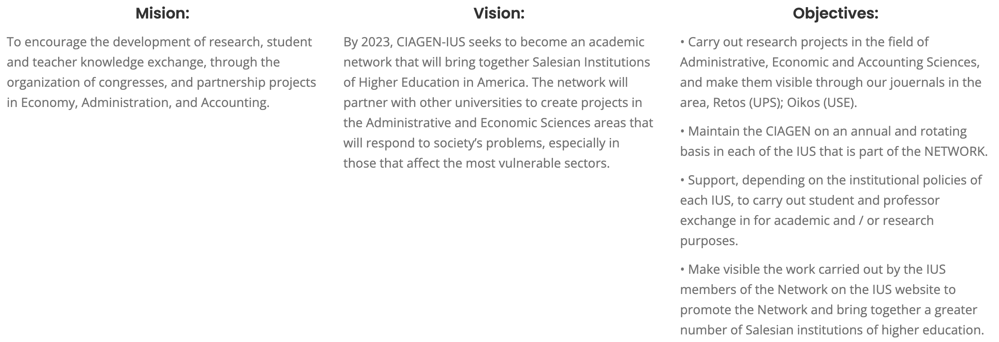 Mision:
To encourage the development of research, student
and teacher knowledge exchange, through the
organization of congresses, and partnership projects
in Economy, Administration, and Accounting.
Vision:
By 2023, CIAGEN-IUS seeks to become an academic
network that will bring together Salesian Institutions
of Higher Education in America. The network will
partner with other universities to create projects in
the Administrative and Economic Sciences areas that
will respond to society’s problems, especially in
those that affect the most vulnerable sectors.
Objectives:
• Carry out research projects in the field of
Administrative, Economic and Accounting Sciences,
and make them visible through our jouernals in the
area, Retos (UPS); Oikos (USE).
• Maintain the CIAGEN on an annual and rotating
basis in each of the IUS that is part of the NETWORK.
• Support, depending on the institutional policies of
each IUS, to carry out student and professor
exchange in for academic and / or research
purposes.
• Make visible the work carried out by the IUS
members of the Network on the IUS website to
promote the Network and bring together a greater
number of Salesian institutions of higher education.